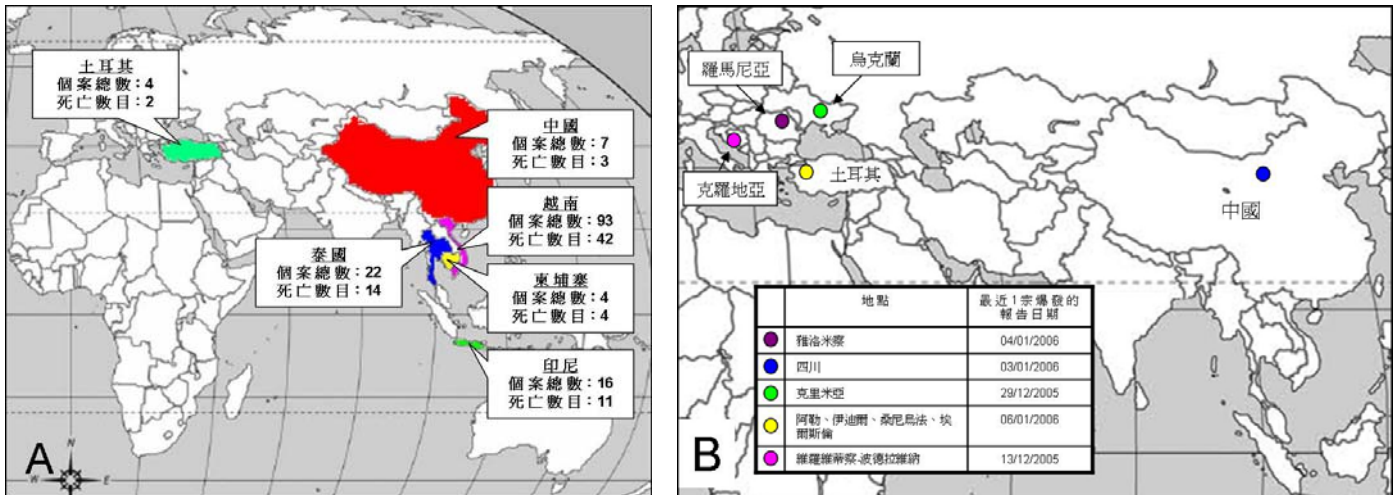 土耳其
個案總數:4
死亡數目:2
中國
個案總數:7
死亡數目:3
越南
個案總數:93
死亡數目:42
泰國
個案總數:22
死亡數目:14
柬埔寨
個案總數:4
死亡數目:4
印尼
個案總數:16
死亡數目:11
A
N
W
E
羅馬尼亞
烏克蘭
克羅地亞
土耳其
中國
地點 最近1宗爆發的
報告日期
雅洛米察 04/01/2006
四川 03/01/2006
克里米亞 29/12/2005
阿勒、伊迪爾、桑尼烏法、埃
爾斯倫 06/01/2006
維羅維蒂察-波德拉維納 13/12/2005
B